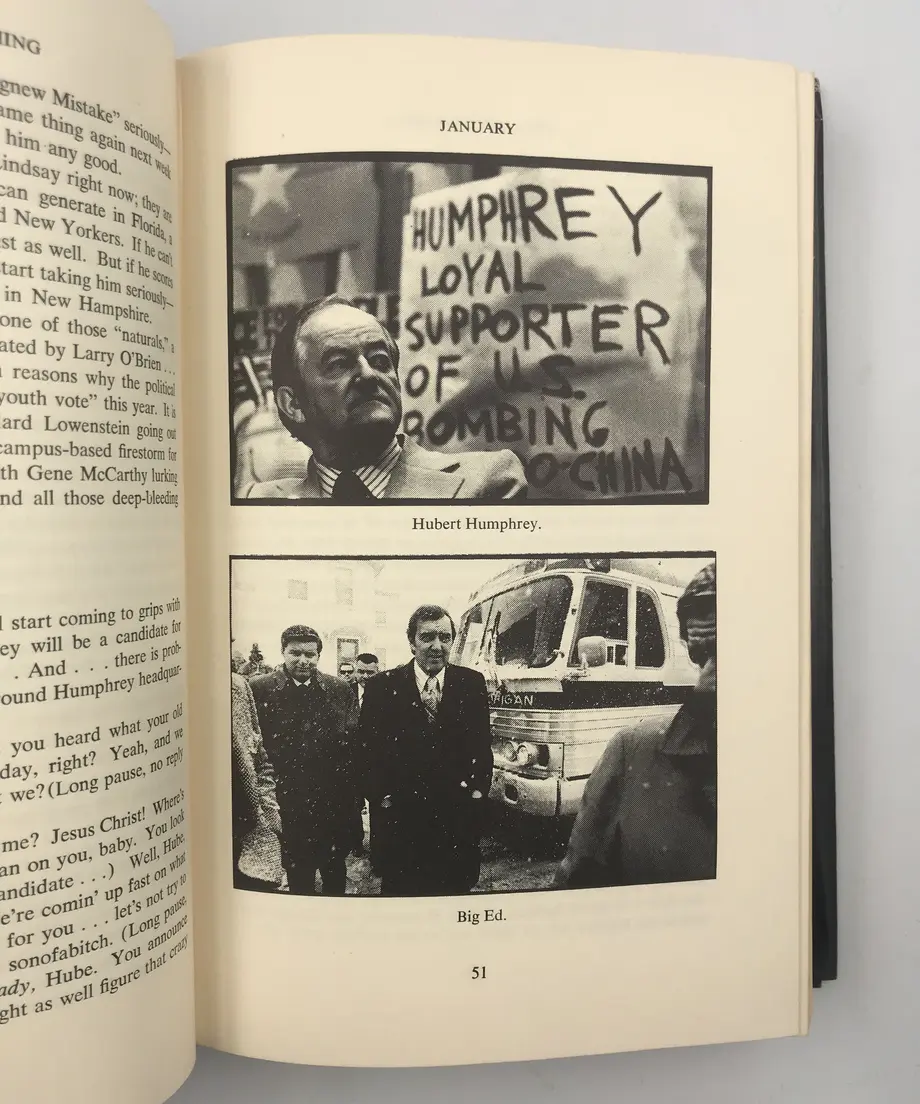 HING
gnew Mistake” seriously—
ame thing again next week
him any good.
indsay right now; they are
can generate in Florida, a
d New Yorkers. If he can't
st as well. But if he scores
start taking him seriously—
in New Hampshire.
one of those “naturals,” a
ated by Larry O'Brien . . .
reasons why the political
youth vote” this year. It is
lard Lowenstein going out
campus-based firestorm for
th Gene McCarthy lurking
nd all those deep-bleeding
l start coming to grips with
ey will be a candidate for
. And . . . there is prob-
round Humphrey headquar-
you heard what your old
day, right? Yeah, and we
we? (Long pause, no reply
me? Jesus Christ! Where's
an on you, baby. You look
andidate . . .) Well, Hube,
e're comin' up fast on what
for you . . . let's not try to
sonofabitch. (Long pause,
ady, Hube. You announce
ght as well figure that crazy
JANUARY
HUMPHREY
LOYAL
SUPPORTER
OF U.S.
BOMBING
O-CHINA
Hubert Humphrey.
IGAN
Big Ed.
51